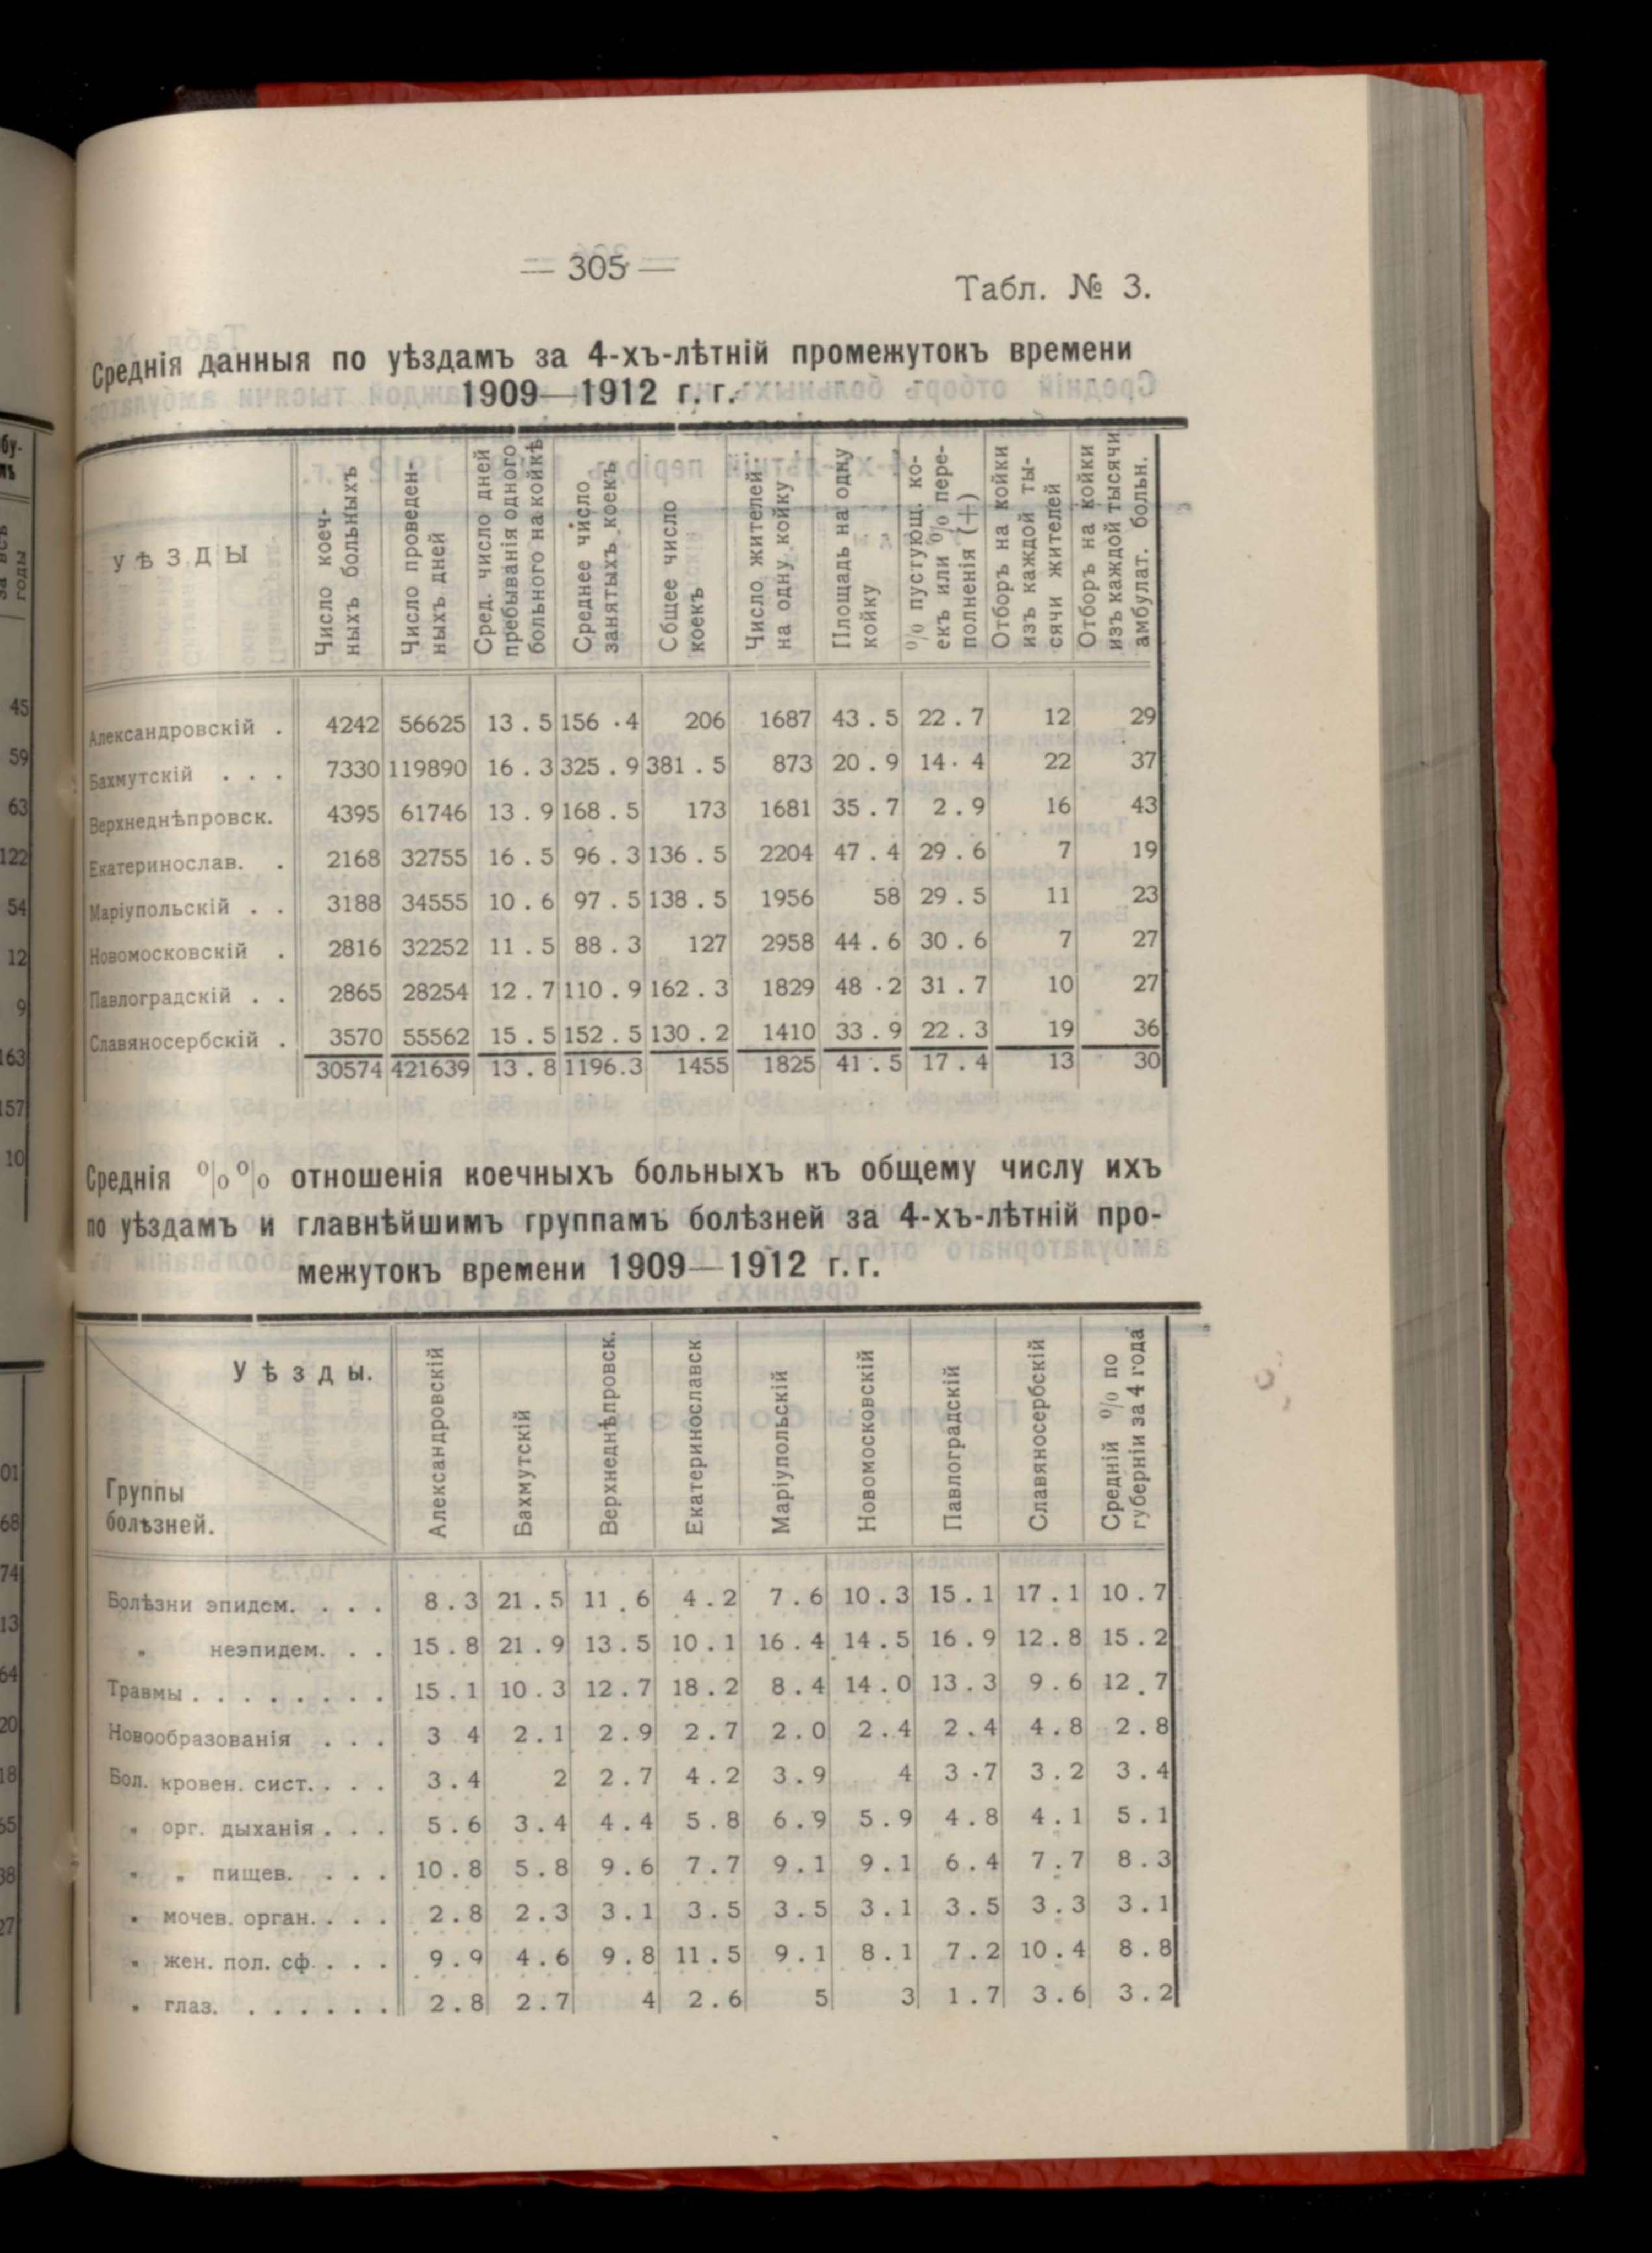 — 305 —
Табл. № 3.
Среднія данныя по уѣздамъ за 4-хъ-лѣтній промежутокъ времени
1909—1912 г. г.
УѢЗДЫ
Число коеч-
ныхъ больныхъ
Число проведен-
ныхъ дней
Сред. число дней
пребыванія одного
больного на койкѣ
Среднее число
занятыхъ коекъ
Сбщее число
коекъ
Число жителей
на одну койку
Площадь на одну
койку
% пустующ. ко-
екъ или % пере-
полненія (+)
Отборъ на койки
изъ каждой ты-
сячи жителей
Отборъ на койки
изъ каждой тысячи
амбулат. больн.
Александровскій . 4242 56625 13.5 156.4 206 1687 43.5 22.7 12 29
Бахмутскій . . . 7330 119890 16.3 325.9 381.5 873 20.9 14.4 22 37
Верхнеднѣпровск. 4395 61746 13.9 168.5 173 1681 35.7 2.9 16 43
Екатеринослав. . 2168 32755 16.5 96.3 136.5 2204 47.4 29.6 7 19
Маріупольскій . . 3188 34555 10.6 97.5 138.5 1956 58 29.5 11 23
Новомосковскій . 2816 32252 11.5 88.3 127 2958 44.6 30.6 7 27
Павлоградскій . . 2865 28254 12.7 110.9 162.3 1829 48.2 31.7 10 27
Славяносербскій . 3570 55562 15.5 152.5 130.2 1410 33.9 22.3 19 36
30574 421639 13.8 1196.3 1455 1825 41.5 17.4 13 30
Среднія %% отношенія коечныхъ больныхъ къ общему числу ихъ
по уѣздамъ и главнѣйшимъ группамъ болѣзней за 4-хъ-лѣтній про-
межутокъ времени 1909—1912 г. г.
Уѣзды.
Группы
болѣзней.
Александровскій
Бахмутскій
Верхнеднѣпровск.
Екатеринославск
Маріупольскій
Новомосковскій
Павлоградскій
Славяносербскій
Средній % по
губерніи за 4 года
Болѣзни эпидем. . . . 8.3 21.5 11.6 4.2 7.6 10.3 15.1 17.1 10.7
„ неэпидем. . . 15.8 21.9 13.5 10.1 16.4 14.5 16.9 12.8 15.2
Травмы . . . . . . . . 15.1 10.3 12.7 18.2 8.4 14.0 13.3 9.6 12.7
Новообразованія . . . 3 4 2.1 2.9 2.7 2.0 2.4 2.4 4.8 2.8
Бол. кровен. сист. . . . 3.4 2 2.7 4.2 3.9 4 3.7 3.2 3.4
„ орг. дыханія . . . 5.6 3.4 4.4 5.8 6.9 5.9 4.8 4.1 5.1
„ „ пищев. . . . 10.8 5.8 9.6 7.7 9.1 9.1 6.4 7.7 8.3
„ мочев. орган. . . . 2.8 2.3 3.1 3.5 3.5 3.1 3.5 3.3 3.1
„ жен. пол. сф. . . . 9.9 4.6 9.8 11.5 9.1 8.1 7.2 10.4 8.8
„ глаз. . . . . . . 2.8 2.7 4 2.6 5 3 1.7 3.6 3.2